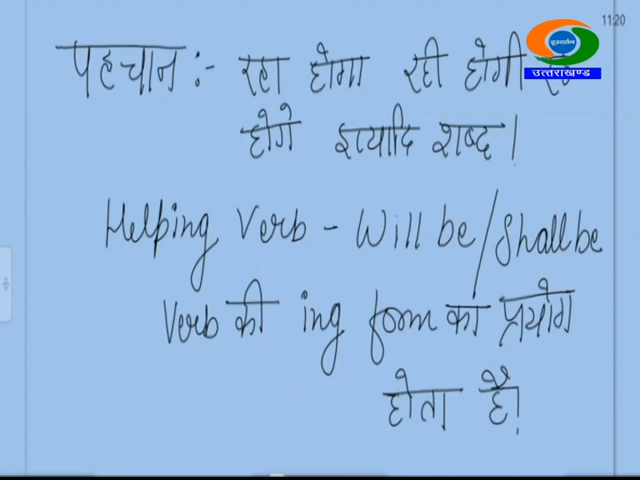 11:20
दूरदर्शन
उत्तराखण्ड
पहचान :- रहा होगा रही होगी
होगे इत्यादि शब्द।
Helping Verb - Will be/Shall be
Verb की ing form का प्रयोग
होता है।